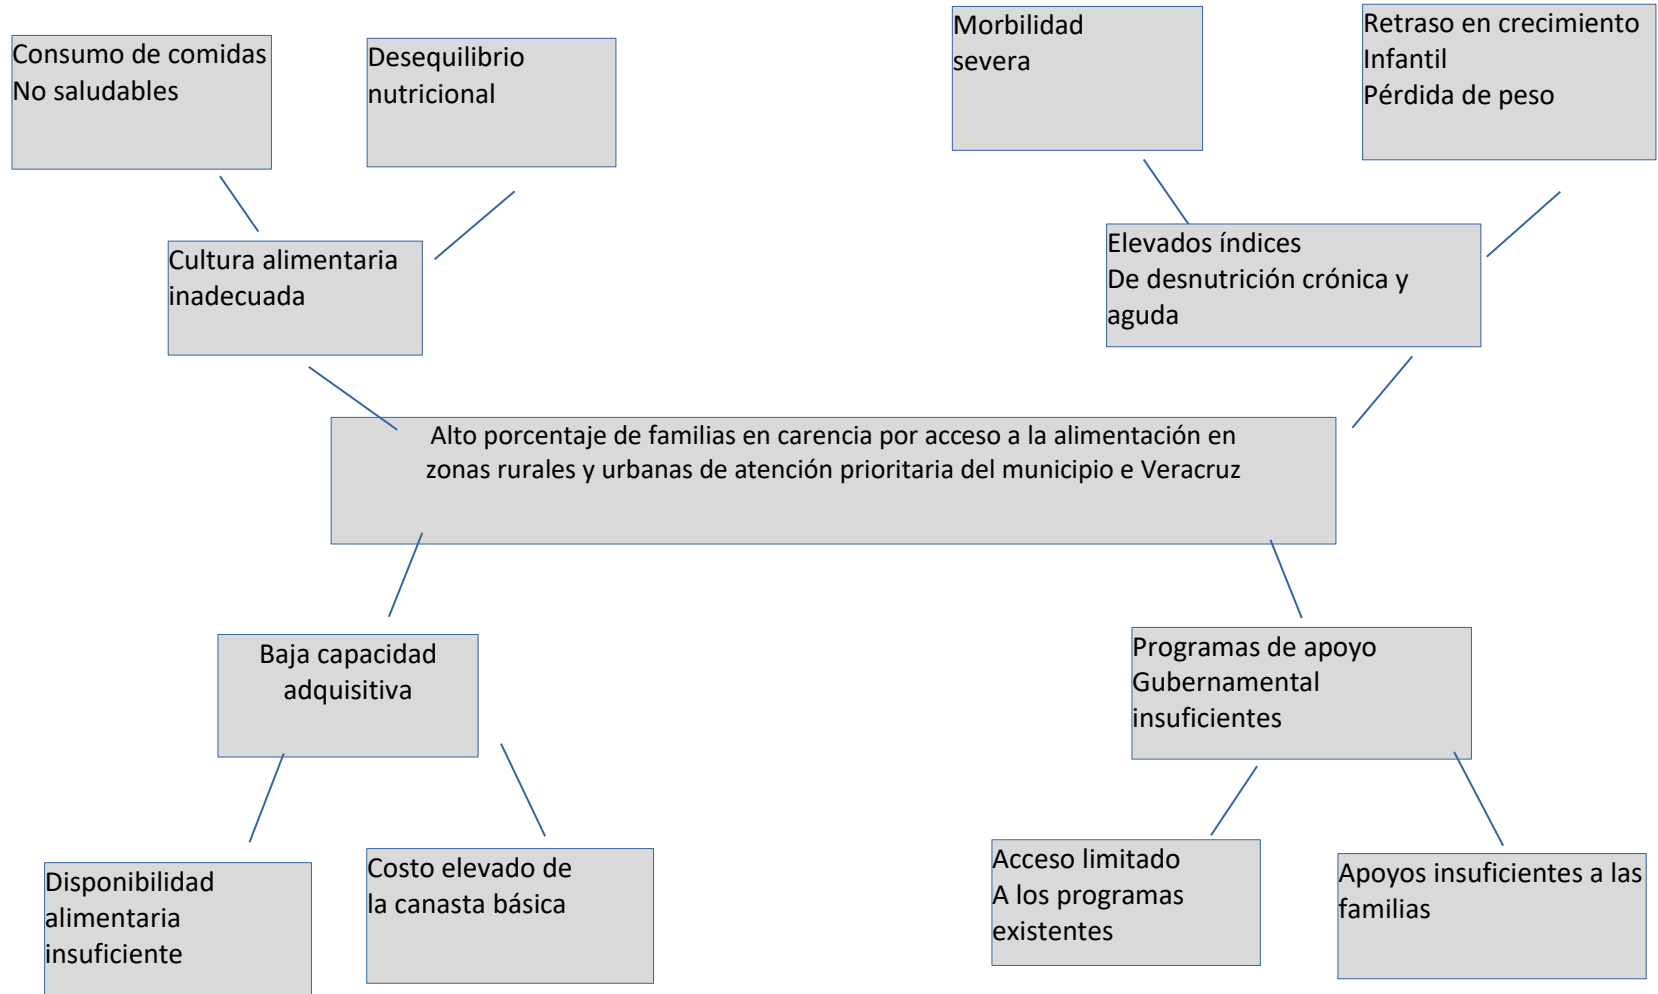 Consumo de comidas
No saludables
Desequilibrio
nutricional
Morbilidad
severa
Retraso en crecimiento
Infantil
Pérdida de peso
Cultura alimentaria
inadecuada
Elevados índices
De desnutrición crónica y
aguda
Alto porcentaje de familias en carencia por acceso a la alimentación en
zonas rurales y urbanas de atención prioritaria del municipio e Veracruz
Baja capacidad
adquisitiva
Programas de apoyo
Gubernamental
insuficientes
Disponibilidad
alimentaria
insuficiente
Costo elevado de
la canasta básica
Acceso limitado
A los programas
existentes
Apoyos insuficientes a las
familias